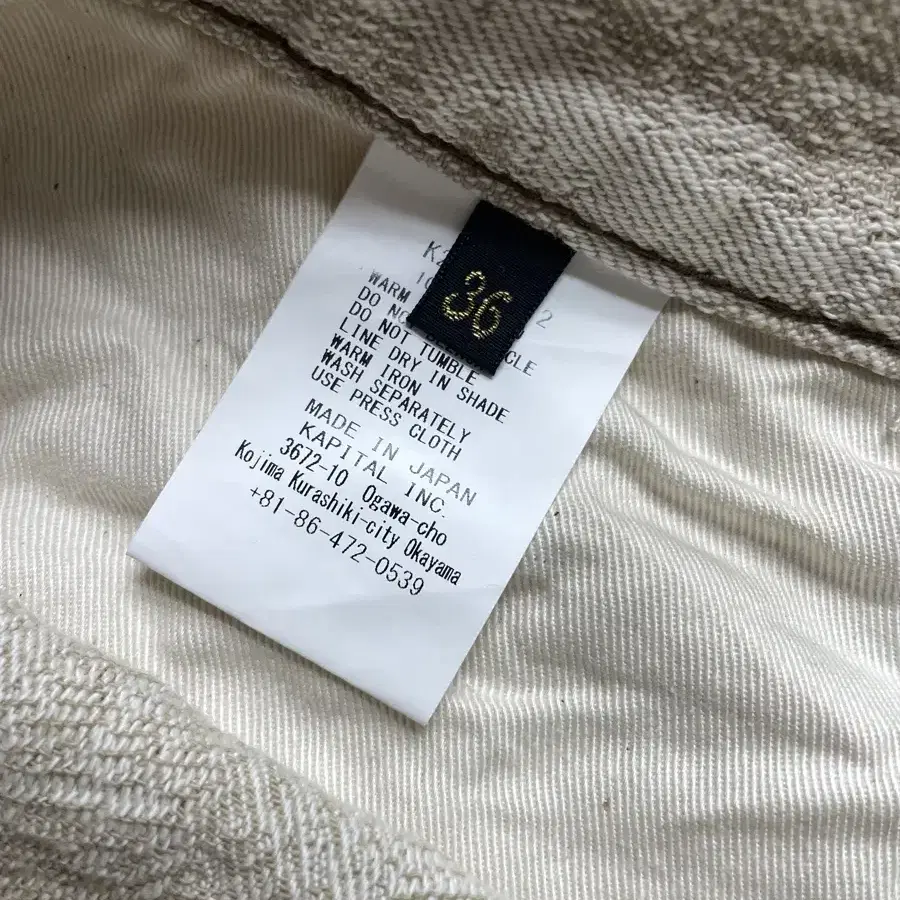 36
WARM
DO NOT TUMBLE
LINE DRY IN SHADE
WARM IRON
WASH SEPARATELY
USE PRESS CLOTH
MADE IN JAPAN
KAPITAL INC.
3672-10 Ogawa-cho
Kojima Kurashiki-city Okayama
+81-86-472-0539